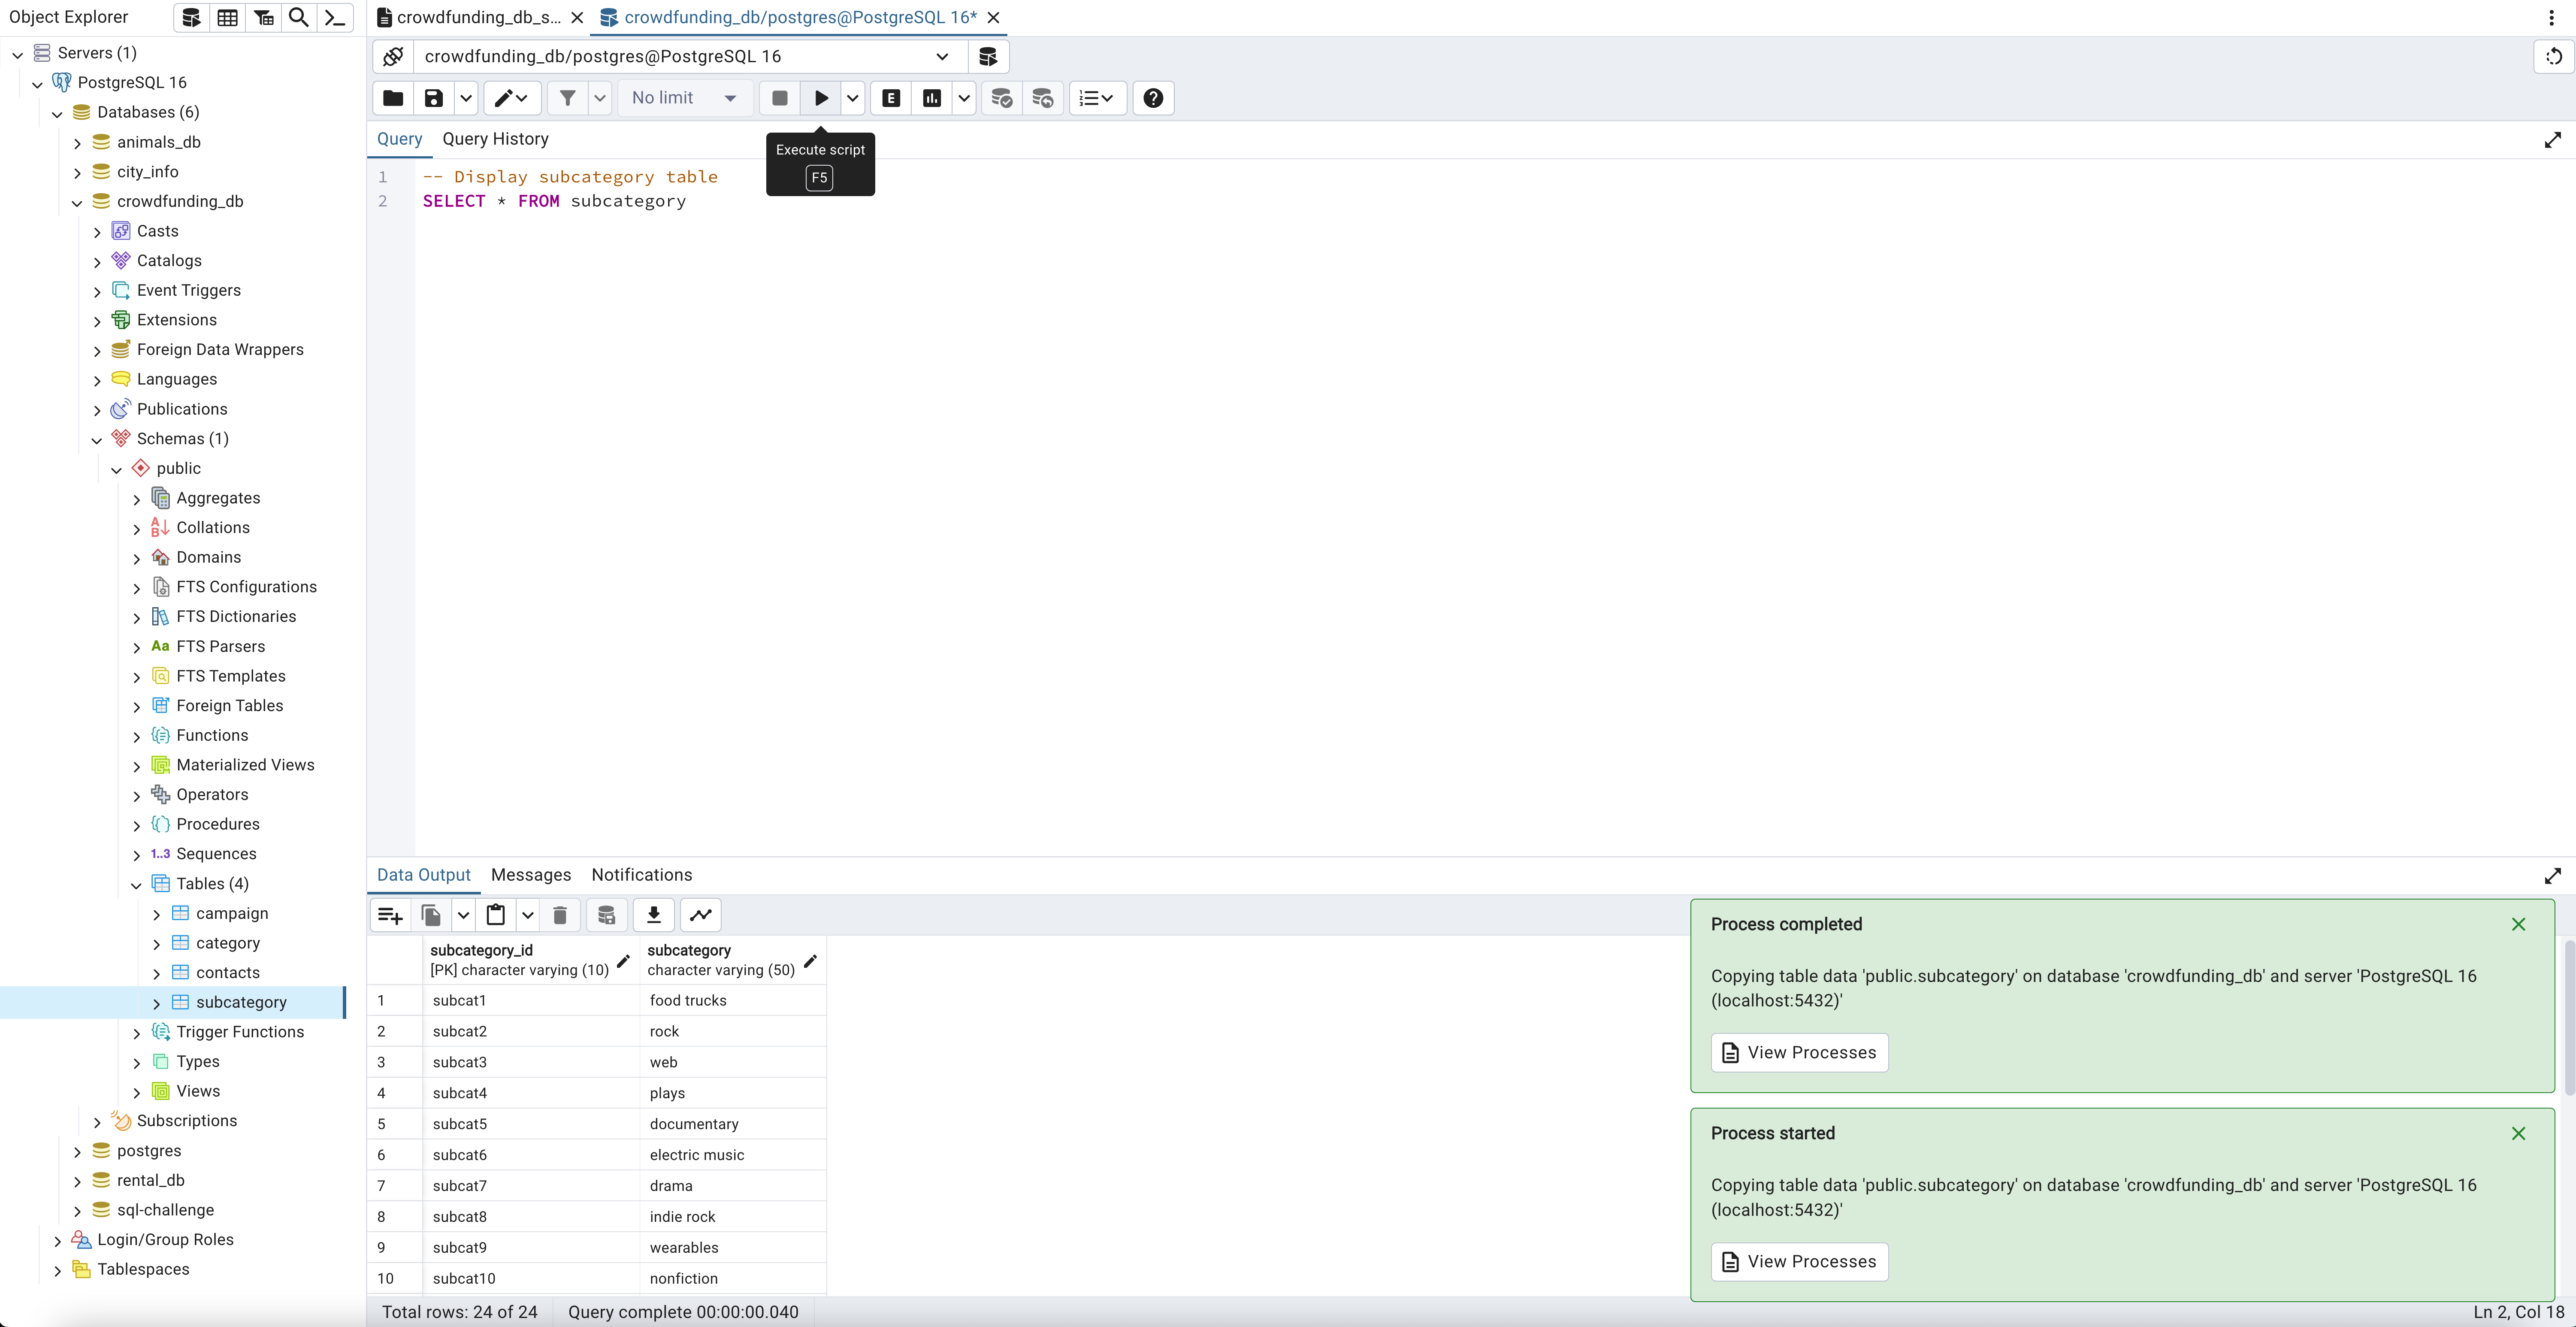 Object Explorer
Servers (1)
PostgreSQL 16
Databases (6)
animals_db
city_info
crowdfunding_db
Casts
Catalogs
Event Triggers
Extensions
Foreign Data Wrappers
Languages
Publications
Schemas (1)
public
Aggregates
Collations
Domains
FTS Configurations
FTS Dictionaries
Aa FTS Parsers
FTS Templates
Foreign Tables
Functions
Materialized Views
Operators
Procedures
1..3 Sequences
Tables (4)
campaign
category
contacts
subcategory
Trigger Functions
Types
Views
Subscriptions
postgres
rental_db
sql-challenge
Login/Group Roles
Tablespaces
crowdfunding_db_s...
crowdfunding_db/postgres@PostgreSQL 16*
crowdfunding_db/postgres@PostgreSQL 16
No limit
E
Query Query History
Execute script
F5
1 -- Display subcategory table
2 SELECT * FROM subcategory
Data Output Messages Notifications
subcategory_id subcategory
[PK] character varying (10) character varying (50)
1 subcat1 food trucks
2 subcat2 rock
3 subcat3 web
4 subcat4 plays
5 subcat5 documentary
6 subcat6 electric music
7 subcat7 drama
8 subcat8 indie rock
9 subcat9 wearables
10 subcat10 nonfiction
Process completed
Copying table data 'public.subcategory' on database 'crowdfunding_db' and server 'PostgreSQL 16
(localhost:5432)'
View Processes
Process started
Copying table data 'public.subcategory' on database 'crowdfunding_db' and server 'PostgreSQL 16
(localhost:5432)'
View Processes
Total rows: 24 of 24 Query complete 00:00:00.040 Ln 2, Col 18